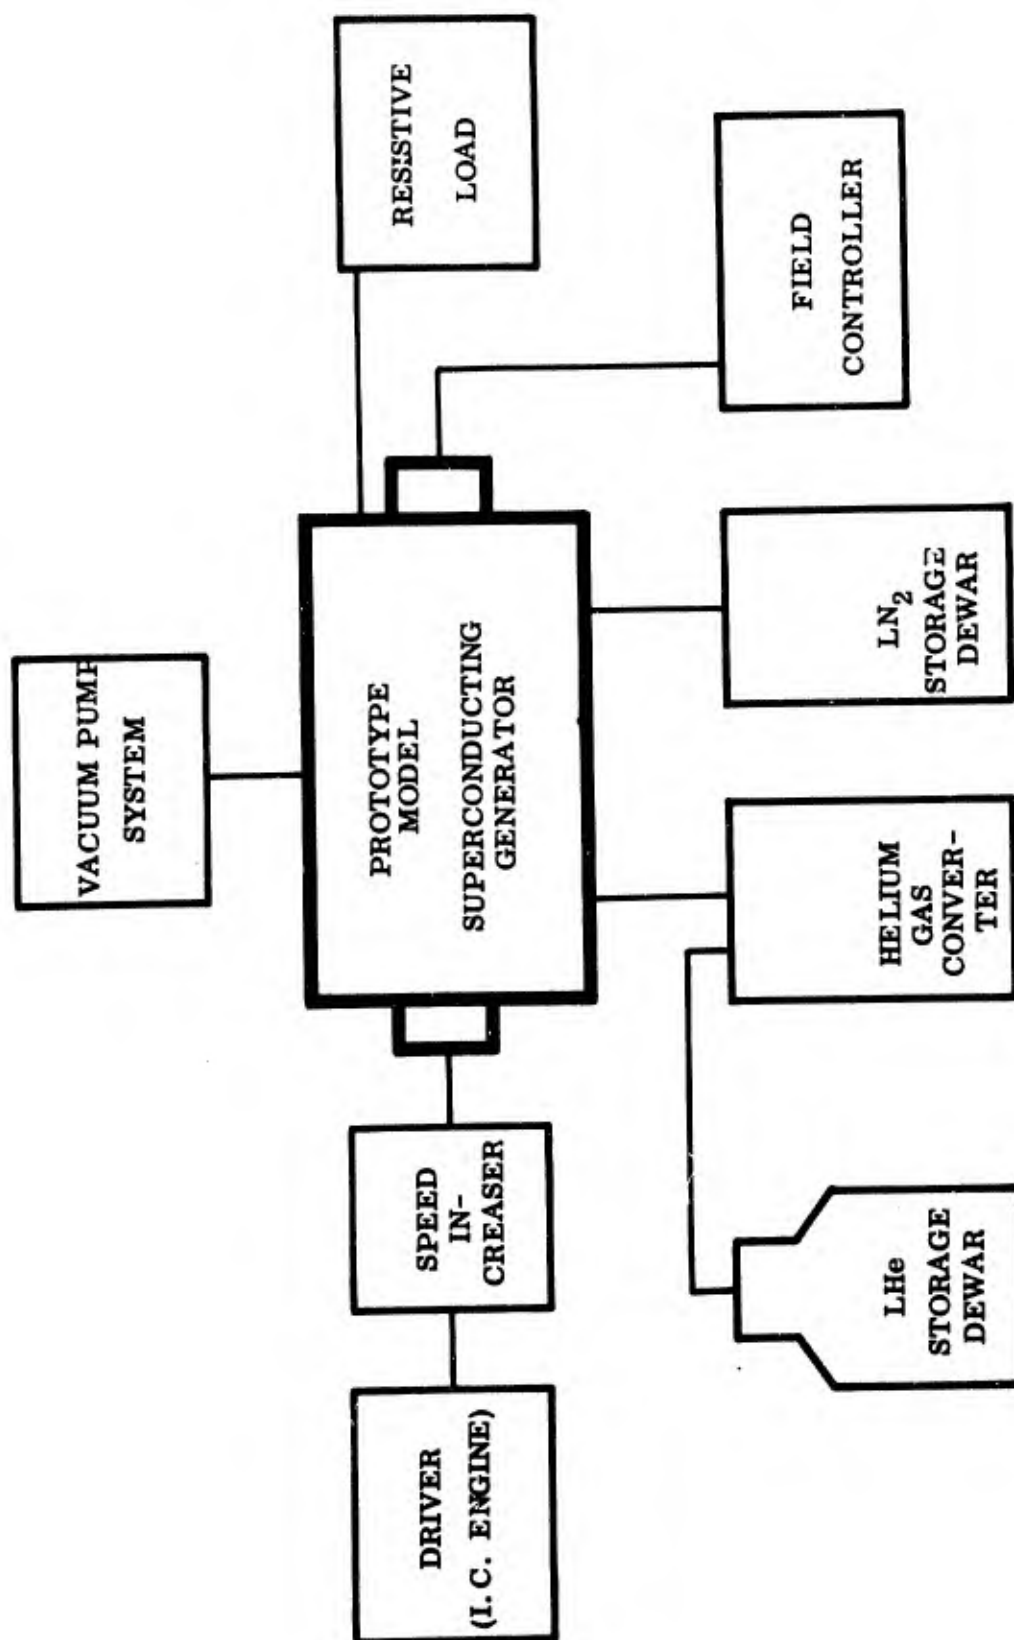 VACUUM PUMP
SYSTEM
DRIVER
(I.C. ENGINE)
SPEED
IN-
CREASER
PROTOTYPE
MODEL
SUPERCONDUCTING
GENERATOR
RESISTIVE
LOAD
LHe
STORAGE
DEWAR
HELIUM
GAS
CONVER-
TER
LN₂
STORAGE
DEWAR
FIELD
CONTROLLER